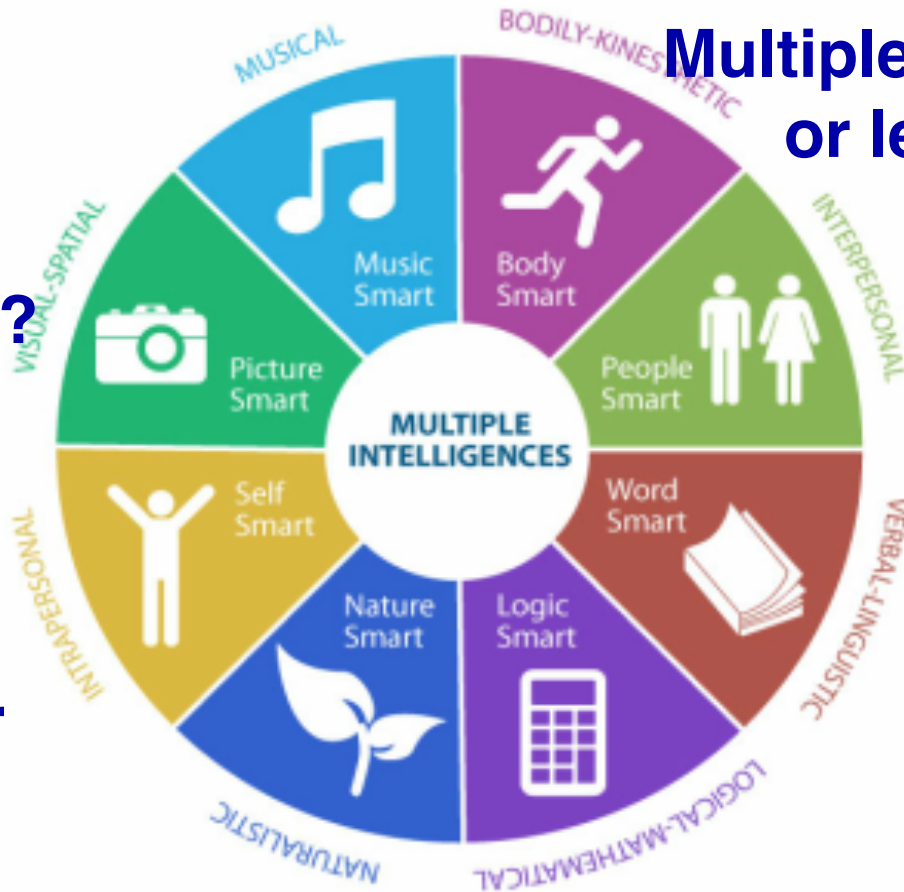 MUSICAL
BODILY-KINESTHETIC
Multiple
or le
INTERPERSONAL
VISUAL-SPATIAL
?
Music
Smart
Body
Smart
Picture
Smart
People
Smart
MULTIPLE
INTELLIGENCES
Self
Smart
Word
Smart
INTRAPERSONAL
VERBAL-LINGUISTIC
Nature
Smart
Logic
Smart
NATURALISTIC
LOGICAL-MATHEMATICAL